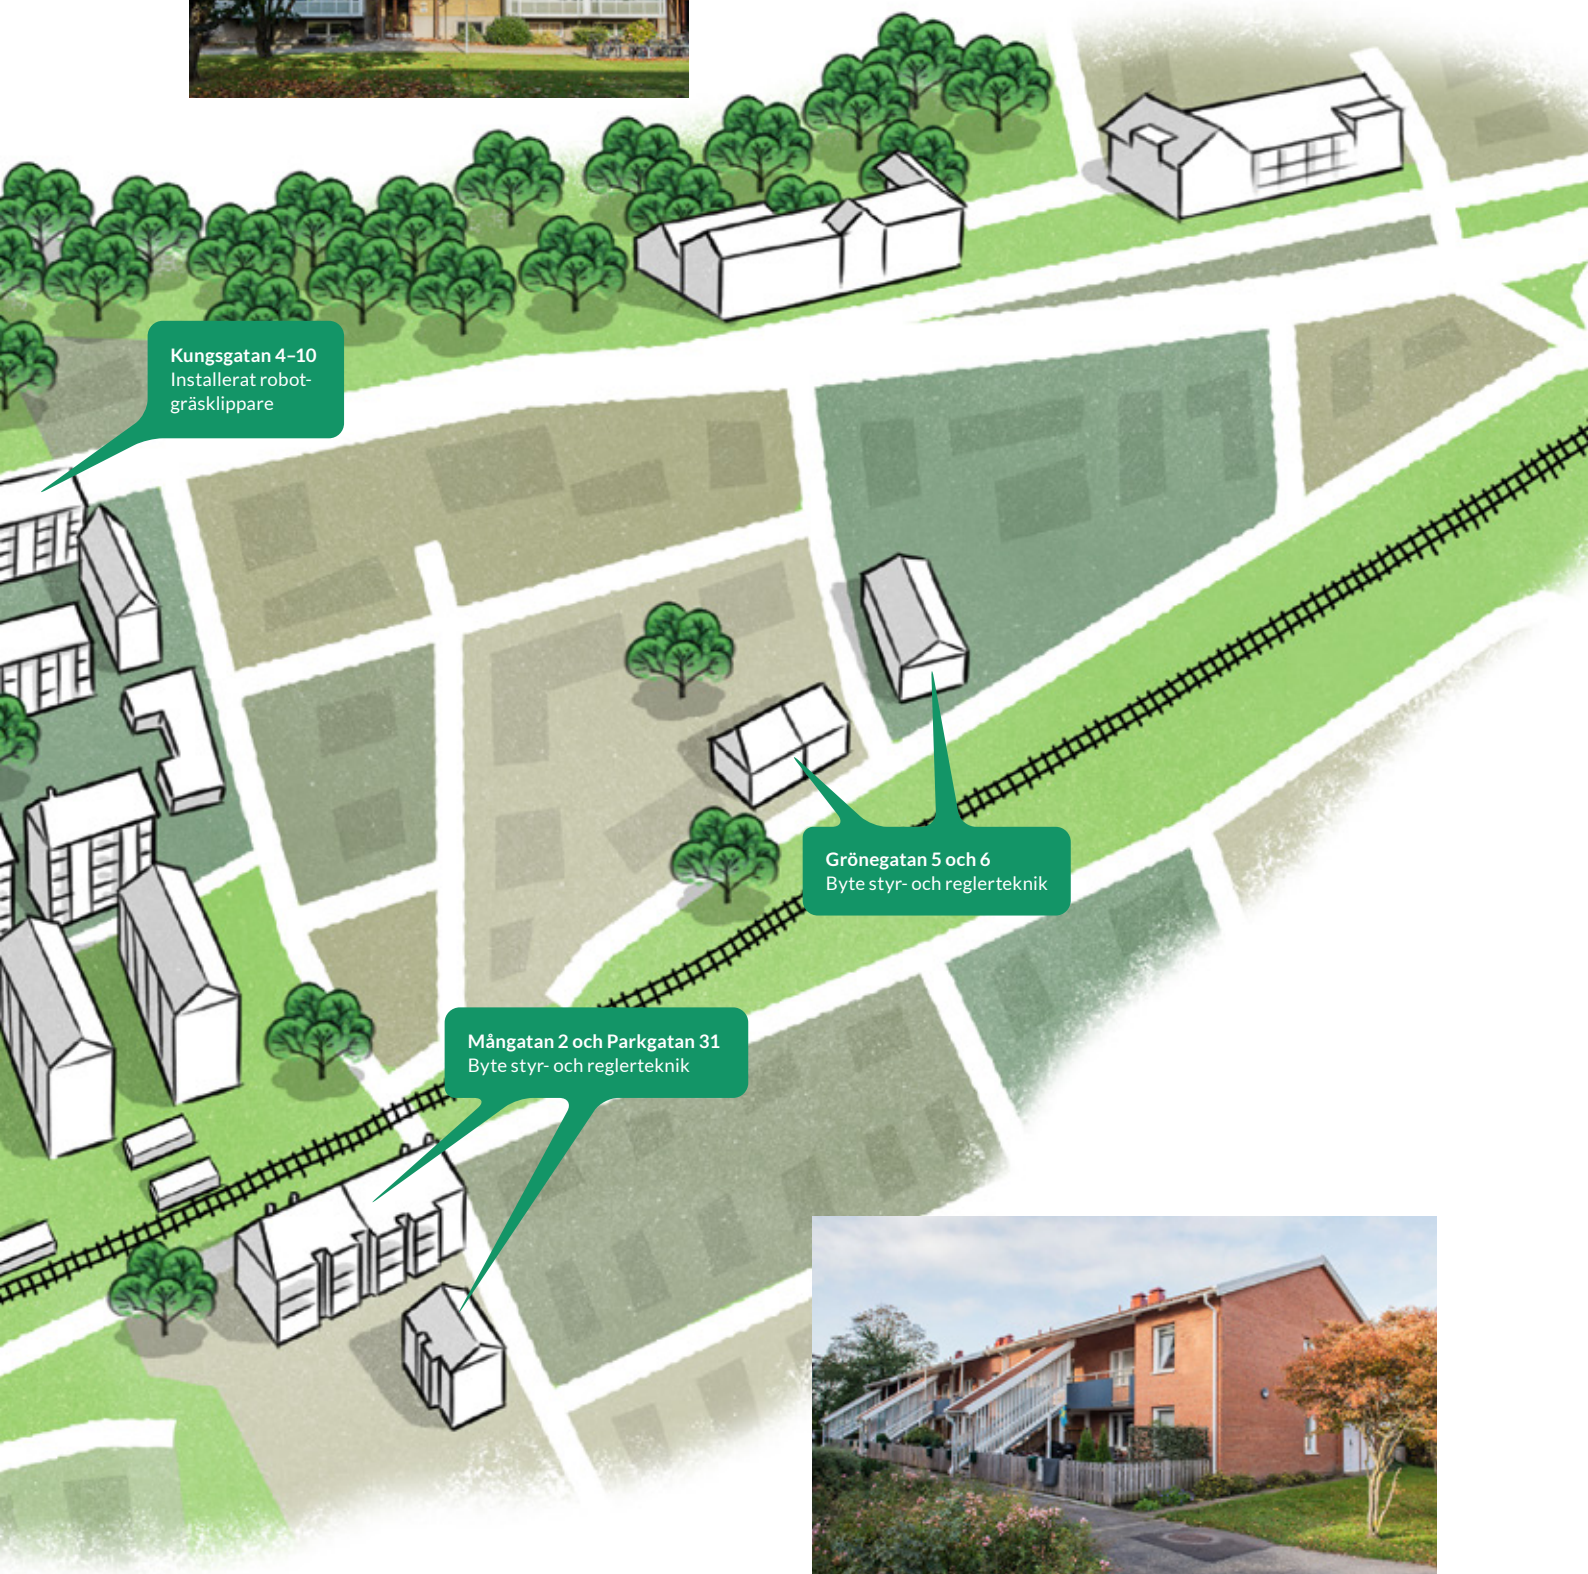 Kungsgatan 4–10
Installerat robot-
gräsklippare
Grönegatan 5 och 6
Byte styr- och reglerteknik
Mångatan 2 och Parkgatan 31
Byte styr- och reglerteknik